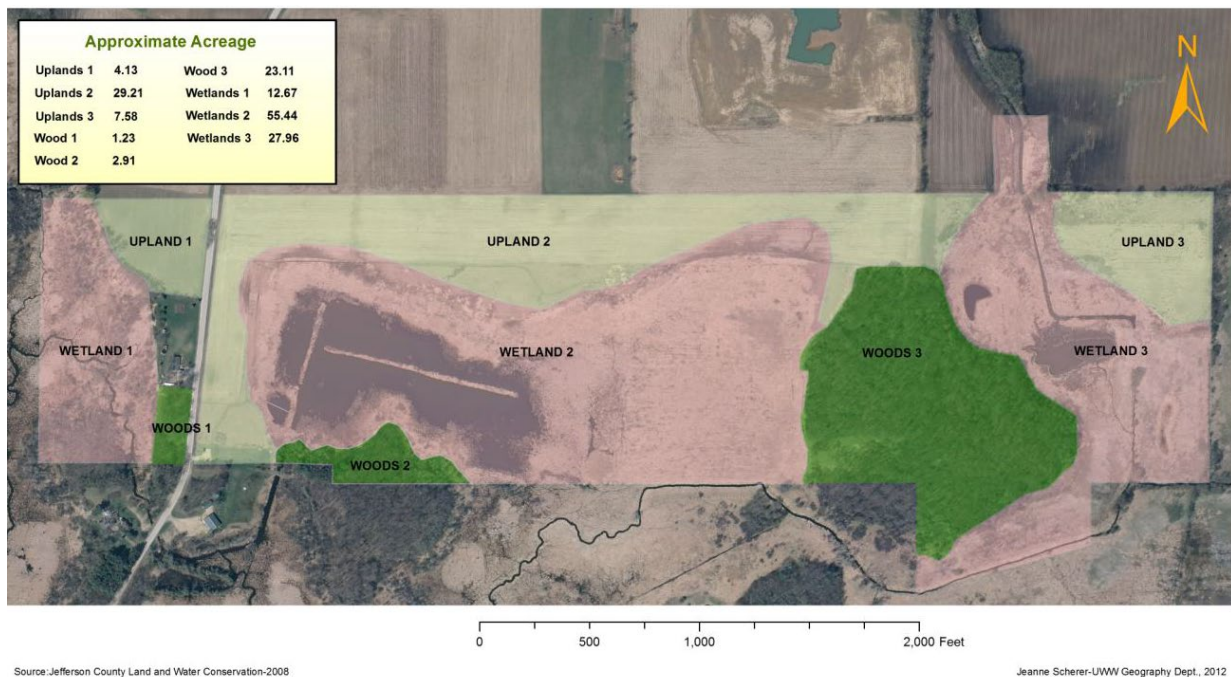 Approximate Acreage
Uplands 1 4.13 Wood 3 23.11
Uplands 2 29.21 Wetlands 1 12.67
Uplands 3 7.58 Wetlands 2 55.44
Wood 1 1.23 Wetlands 3 27.96
Wood 2 2.91
N
UPLAND 1
UPLAND 2
UPLAND 3
WETLAND 1
WETLAND 2
WOODS 3
WETLAND 3
WOODS 1
WOODS 2
0 500 1,000 2,000 Feet
Source:Jefferson County Land and Water Conservation-2008
Jeanne Scherer-UWW Geography Dept., 2012